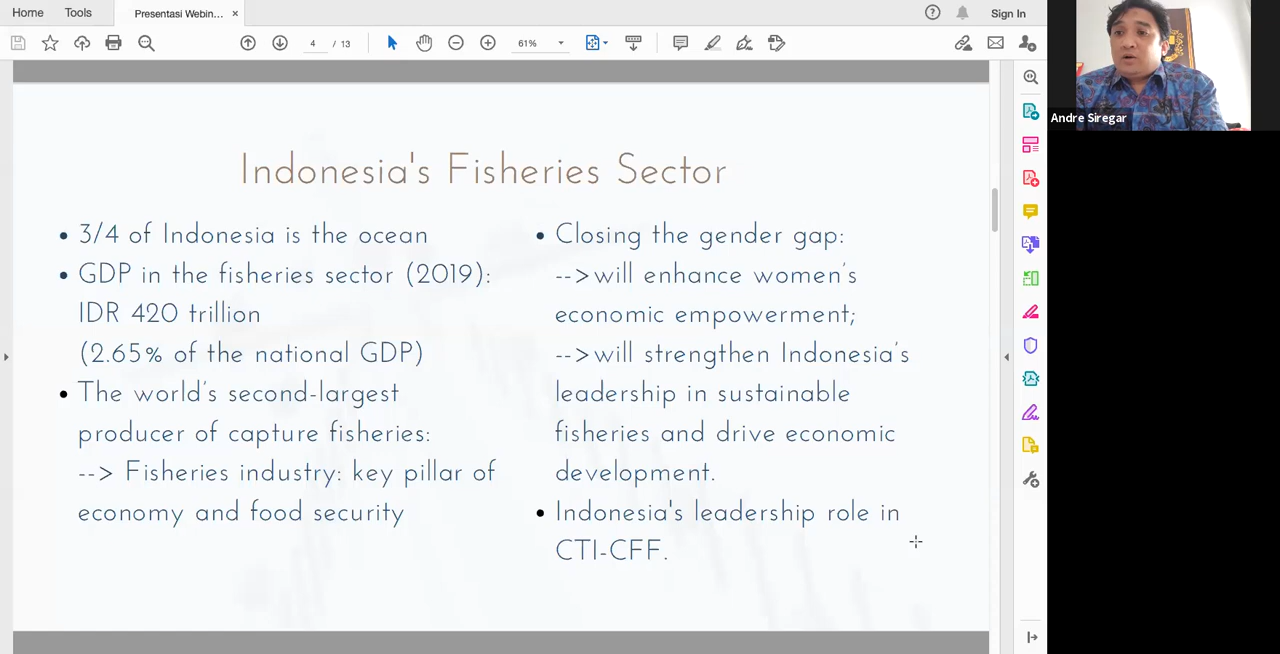 Home
Tools
Presentasi Webin...
Sign In
4 / 13
61%
Andre Siregar
Indonesia's Fisheries Sector
• 3/4 of Indonesia is the ocean
• GDP in the fisheries sector (2019):
IDR 420 trillion
(2.65% of the national GDP)
• The world's second-largest
producer of capture fisheries:
--> Fisheries industry: key pillar of
economy and food security
• Closing the gender gap:
-->will enhance women's
economic empowerment;
-->will strengthen Indonesia's
leadership in sustainable
fisheries and drive economic
development.
• Indonesia's leadership role in
CTI-CFF.